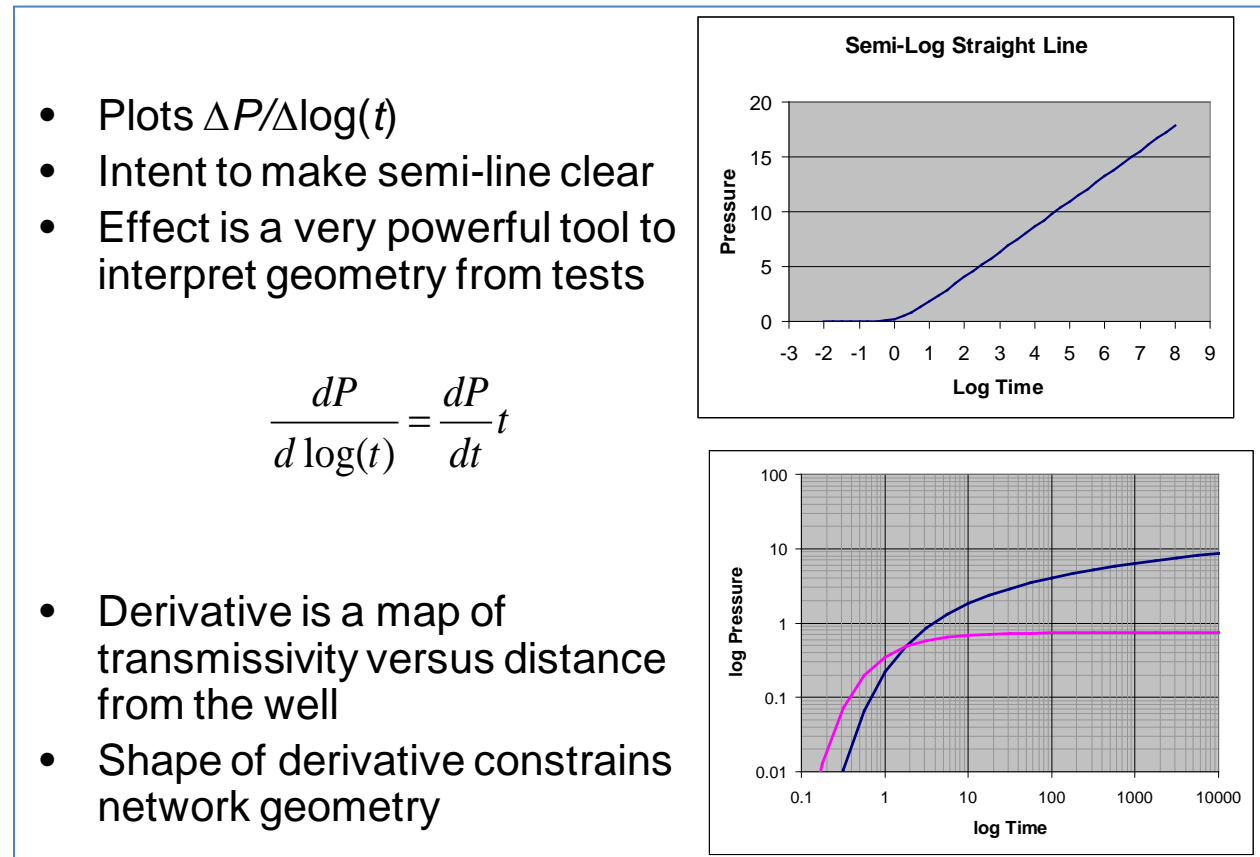 • Plots ΔP/Δlog(t)
• Intent to make semi-line clear
• Effect is a very powerful tool to
interpret geometry from tests
dP/d log(t) = dP/dt t
• Derivative is a map of
transmissivity versus distance
from the well
• Shape of derivative constrains
network geometry
Semi-Log Straight Line
Pressure
20
15
10
5
0
-3 -2 -1 0 1 2 3 4 5 6 7 8 9
Log Time
log Pressure
100
10
1
0.1
0.01
0.1 1 10 100 1000 10000
log Time